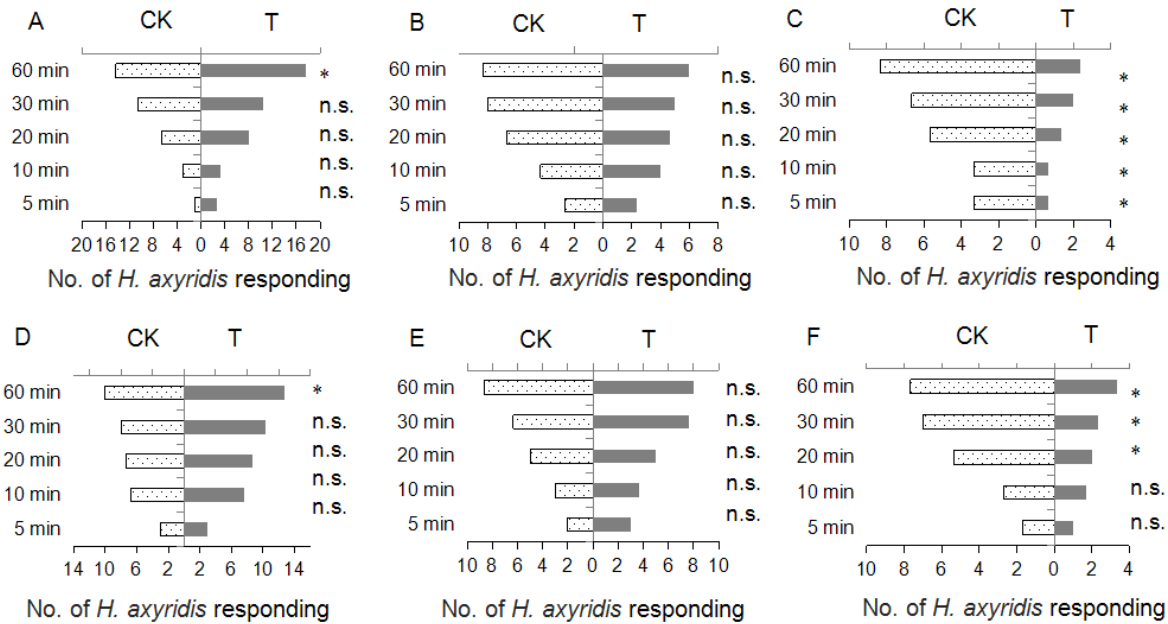 A CK T
60 min *
30 min n.s.
20 min n.s.
10 min n.s.
5 min n.s.
20 16 12 8 4 0 4 8 12 16 20
No. of H. axyridis responding
B CK T
60 min n.s.
30 min n.s.
20 min n.s.
10 min n.s.
5 min n.s.
10 8 6 4 2 0 2 4 6 8
No. of H. axyridis responding
C CK T
60 min *
30 min *
20 min *
10 min *
5 min *
10 8 6 4 2 0 2 4
No. of H. axyridis responding
D CK T
60 min *
30 min n.s.
20 min n.s.
10 min n.s.
5 min n.s.
14 10 6 2 2 6 10 14
No. of H. axyridis responding
E CK T
60 min n.s.
30 min n.s.
20 min n.s.
10 min n.s.
5 min n.s.
10 8 6 4 2 0 2 4 6 8 10
No. of H. axyridis responding
F CK T
60 min *
30 min *
20 min *
10 min n.s.
5 min n.s.
10 8 6 4 2 0 2 4
No. of H. axyridis responding